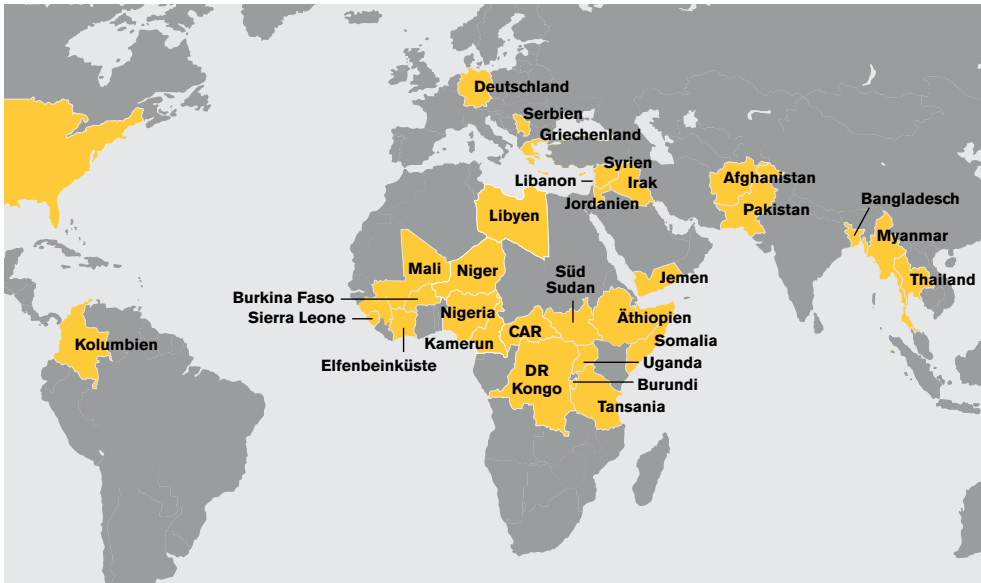 Deutschland
Serbien
Griechenland
Syrien
Libanon
Irak
Jordanien
Afghanistan
Pakistan
Bangladesch
Myanmar
Thailand
Libyen
Mali
Niger
Süd
Sudan
Jemen
Burkina Faso
Sierra Leone
Nigeria
Äthiopien
Kolumbien
Kamerun
CAR
Somalia
Elfenbeinküste
Uganda
DR
Kongo
Burundi
Tansania